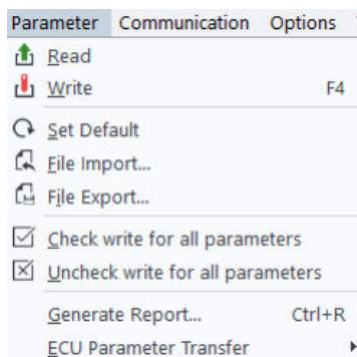 Parameter Communication Options
Read
Write F4
Set Default
File Import...
File Export...
Check write for all parameters
Uncheck write for all parameters
Generate Report... Ctrl+R
ECU Parameter Transfer